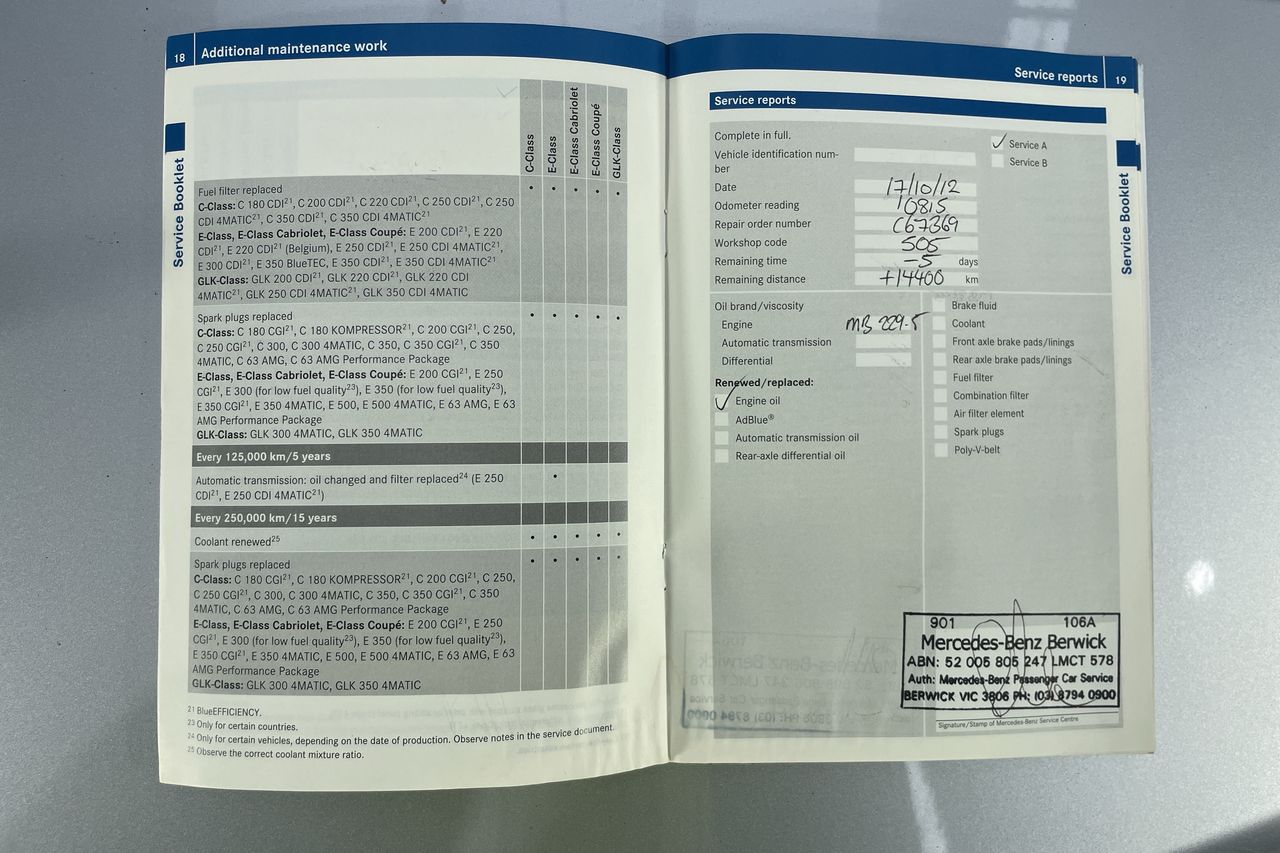 18 Additional maintenance work
C-Class
E-Class
E-Class Cabriolet
E-Class Coupé
GLK-Class
Service Booklet
Fuel filter replaced • • • • •
C-Class: C 180 CDI21, C 200 CDI21, C 220 CDI21, C 250 CDI21, C 250
CDI 4MATIC21, C 350 CDI21, C 350 CDI 4MATIC21
E-Class, E-Class Cabriolet, E-Class Coupé: E 200 CDI21, E 220
CDI21, E 220 CDI21 (Belgium), E 250 CDI21, E 250 CDI 4MATIC21,
E 300 CDI21, E 350 BlueTEC, E 350 CDI21, E 350 CDI 4MATIC21
GLK-Class: GLK 200 CDI21, GLK 220 CDI21, GLK 220 CDI
4MATIC21, GLK 250 CDI 4MATIC21, GLK 350 CDI 4MATIC
Spark plugs replaced • • • • •
C-Class: C 180 CGI21, C 180 KOMPRESSOR21, C 200 CGI21, C 250,
C 250 CGI21, C 300, C 300 4MATIC, C 350, C 350 CGI21, C 350
4MATIC, C 63 AMG, C 63 AMG Performance Package
E-Class, E-Class Cabriolet, E-Class Coupé: E 200 CGI21, E 250
CGI21, E 300 (for low fuel quality23), E 350 (for low fuel quality23),
E 350 CGI21, E 350 4MATIC, E 500, E 500 4MATIC, E 63 AMG, E 63
AMG Performance Package
GLK-Class: GLK 300 4MATIC, GLK 350 4MATIC
Every 125,000 km/5 years
Automatic transmission: oil changed and filter replaced24 (E 250 •
CDI21, E 250 CDI 4MATIC21)
Every 250,000 km/15 years
Coolant renewed25 • • • • •
Spark plugs replaced • • • • •
C-Class: C 180 CGI21, C 180 KOMPRESSOR21, C 200 CGI21, C 250,
C 250 CGI21, C 300, C 300 4MATIC, C 350, C 350 CGI21, C 350
4MATIC, C 63 AMG, C 63 AMG Performance Package
E-Class, E-Class Cabriolet, E-Class Coupé: E 200 CGI21, E 250
CGI21, E 300 (for low fuel quality23), E 350 (for low fuel quality23),
E 350 CGI21, E 350 4MATIC, E 500, E 500 4MATIC, E 63 AMG, E 63
AMG Performance Package
GLK-Class: GLK 300 4MATIC, GLK 350 4MATIC
21 BlueEFFICIENCY.
23 Only for certain countries.
24 Only for certain vehicles, depending on the date of production. Observe notes in the service document.
25 Observe the correct coolant mixture ratio.
Service reports 19
Service reports
Service Booklet
Complete in full.
✓ Service A
Service B
Vehicle identification num-
ber
Date 17/10/12
Odometer reading 10815
Repair order number C67369
Workshop code 505
Remaining time -5 days
Remaining distance +14400 km
Oil brand/viscosity
Engine MB 229.5
Automatic transmission
Differential
Renewed/replaced:
✓ Engine oil
AdBlue®
Automatic transmission oil
Rear-axle differential oil
Brake fluid
Coolant
Front axle brake pads/linings
Rear axle brake pads/linings
Fuel filter
Combination filter
Air filter element
Spark plugs
Poly-V-belt
901 106A
Mercedes-Benz Berwick
ABN: 52 005 805 247 LMCT 578
Auth: Mercedes-Benz Passenger Car Service
BERWICK VIC 3806 PH: (03) 8794 0900
Signature/Stamp of Mercedes-Benz Service Centre